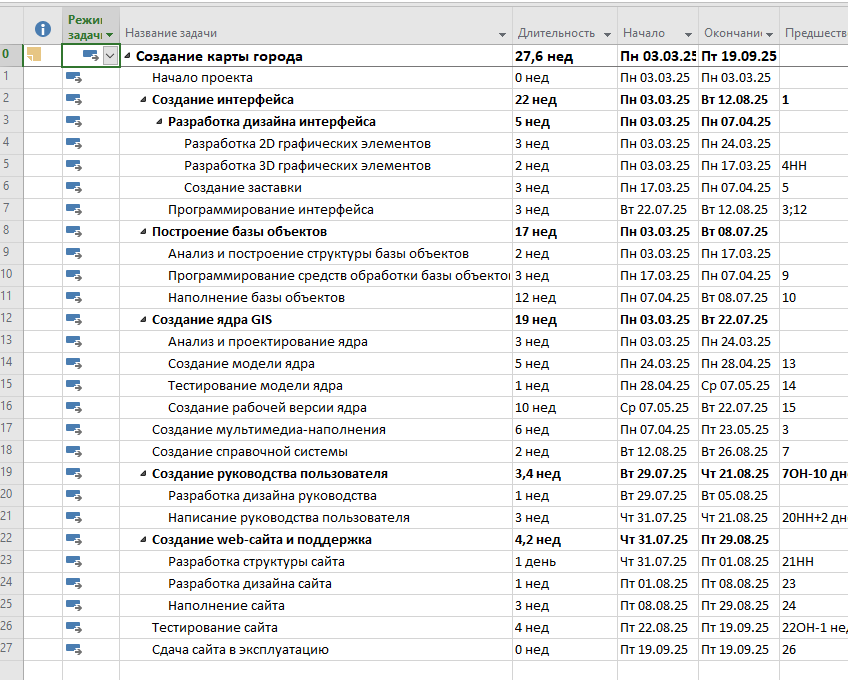 Режим задачи Название задачи Длительность Начало Окончани Предшеств
0 Создание карты города 27,6 нед Пн 03.03.25 Пт 19.09.25
1 Начало проекта 0 нед Пн 03.03.25 Пн 03.03.25
2 Создание интерфейса 22 нед Пн 03.03.25 Вт 12.08.25 1
3 Разработка дизайна интерфейса 5 нед Пн 03.03.25 Пн 07.04.25
4 Разработка 2D графических элементов 3 нед Пн 03.03.25 Пн 24.03.25
5 Разработка 3D графических элементов 2 нед Пн 03.03.25 Пн 17.03.25 4НН
6 Создание заставки 3 нед Пн 17.03.25 Пн 07.04.25 5
7 Программирование интерфейса 3 нед Вт 22.07.25 Вт 12.08.25 3;12
8 Построение базы объектов 17 нед Пн 03.03.25 Вт 08.07.25
9 Анализ и построение структуры базы объектов 2 нед Пн 03.03.25 Пн 17.03.25
10 Программирование средств обработки базы объекто 3 нед Пн 17.03.25 Пн 07.04.25 9
11 Наполнение базы объектов 12 нед Пн 07.04.25 Вт 08.07.25 10
12 Создание ядра GIS 19 нед Пн 03.03.25 Вт 22.07.25
13 Анализ и проектирование ядра 3 нед Пн 03.03.25 Пн 24.03.25
14 Создание модели ядра 5 нед Пн 24.03.25 Пн 28.04.25 13
15 Тестирование модели ядра 1 нед Пн 28.04.25 Ср 07.05.25 14
16 Создание рабочей версии ядра 10 нед Ср 07.05.25 Вт 22.07.25 15
17 Создание мультимедиа-наполнения 6 нед Пн 07.04.25 Пт 23.05.25 3
18 Создание справочной системы 2 нед Вт 12.08.25 Вт 26.08.25 7
19 Создание руководства пользователя 3,4 нед Вт 29.07.25 Чт 21.08.25 7ОН-10 дн
20 Разработка дизайна руководства 1 нед Вт 29.07.25 Вт 05.08.25
21 Написание руководства пользователя 3 нед Чт 31.07.25 Чт 21.08.25 20НН+2 дн
22 Создание web-сайта и поддержка 4,2 нед Чт 31.07.25 Пт 29.08.25
23 Разработка структуры сайта 1 день Чт 31.07.25 Пт 01.08.25 21НН
24 Разработка дизайна сайта 1 нед Пт 01.08.25 Пт 08.08.25 23
25 Наполнение сайта 3 нед Пт 08.08.25 Пт 29.08.25 24
26 Тестирование сайта 4 нед Пт 22.08.25 Пт 19.09.25 22ОН-1 не
27 Сдача сайта в эксплуатацию 0 нед Пт 19.09.25 Пт 19.09.25 26